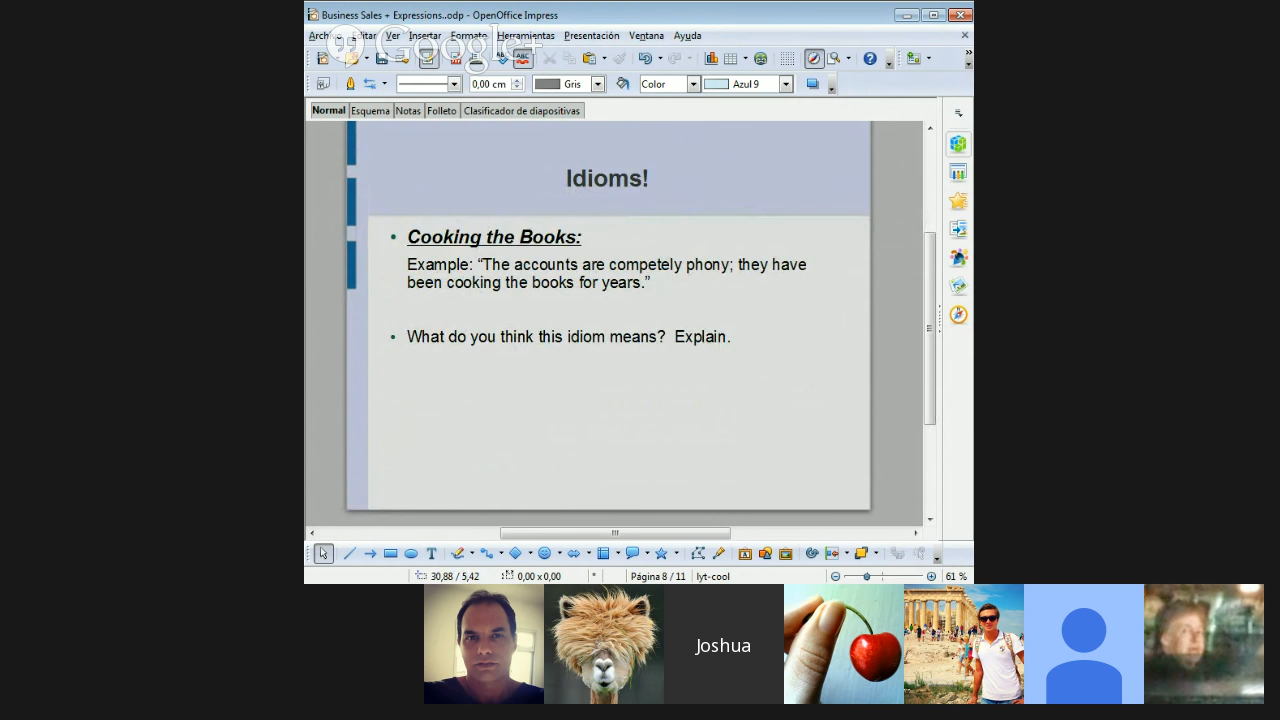 Business Sales + Expressions..odp - OpenOffice Impress
Archivo Editar Ver Insertar Formato Herramientas Presentación Ventana Ayuda
Google+
0,00 cm Gris Color Azul 9
Normal Esquema Notas Folleto Clasificador de diapositivas
Idioms!
• Cooking the Books:
Example: “The accounts are competely phony; they have
been cooking the books for years.”
• What do you think this idiom means? Explain.
30,88 / 5,42 0,00 x 0,00 * Página 8 / 11 lyt-cool 61 %
Joshua